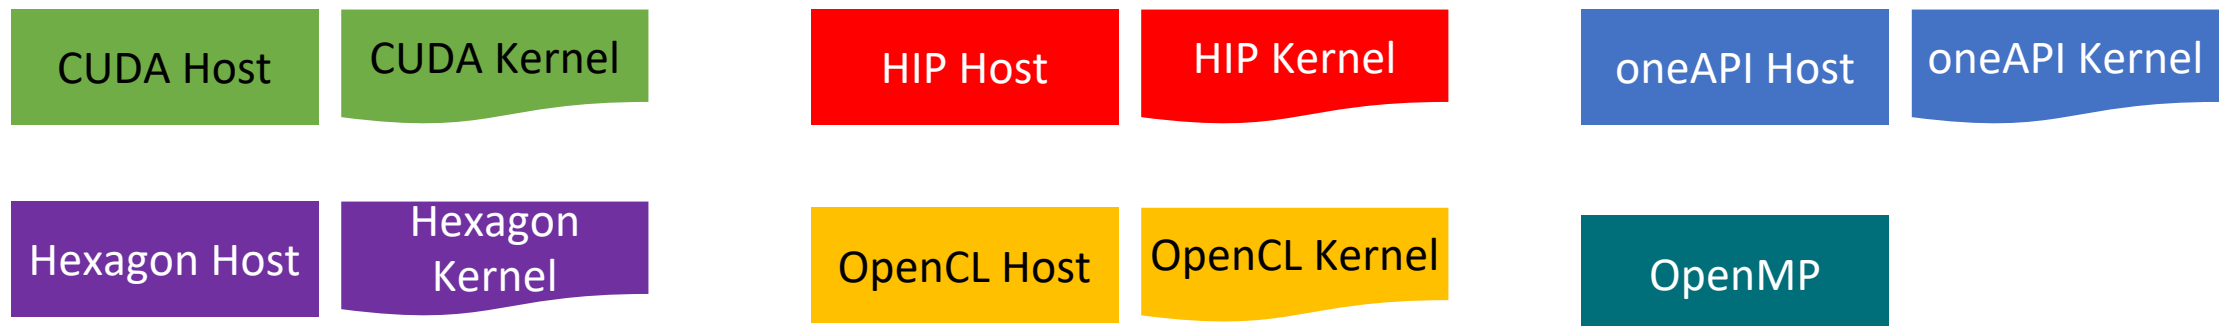 CUDA Host
CUDA Kernel
HIP Host
HIP Kernel
oneAPI Host
oneAPI Kernel
Hexagon Host
Hexagon
Kernel
OpenCL Host
OpenCL Kernel
OpenMP